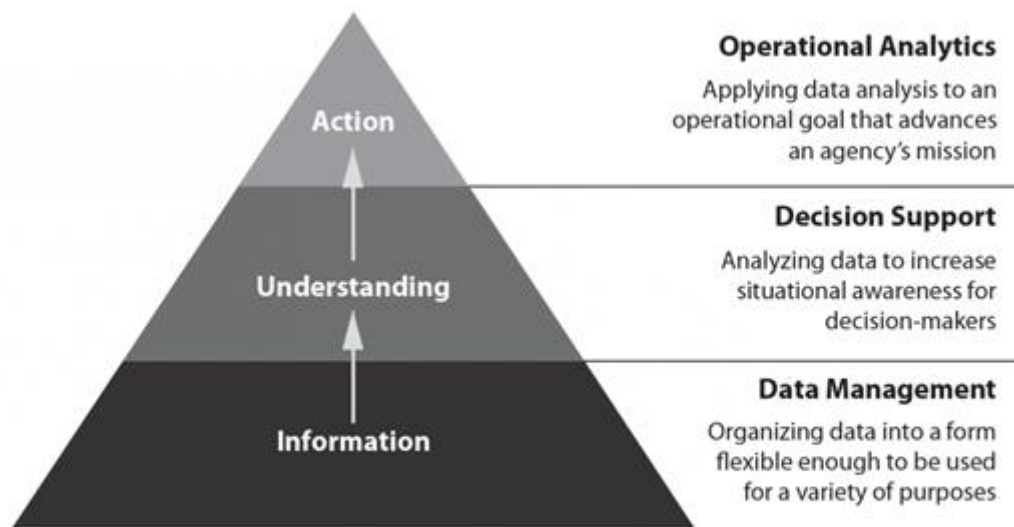 Action
Understanding
Information
Operational Analytics
Applying data analysis to an
operational goal that advances
an agency’s mission
Decision Support
Analyzing data to increase
situational awareness for
decision-makers
Data Management
Organizing data into a form
flexible enough to be used
for a variety of purposes